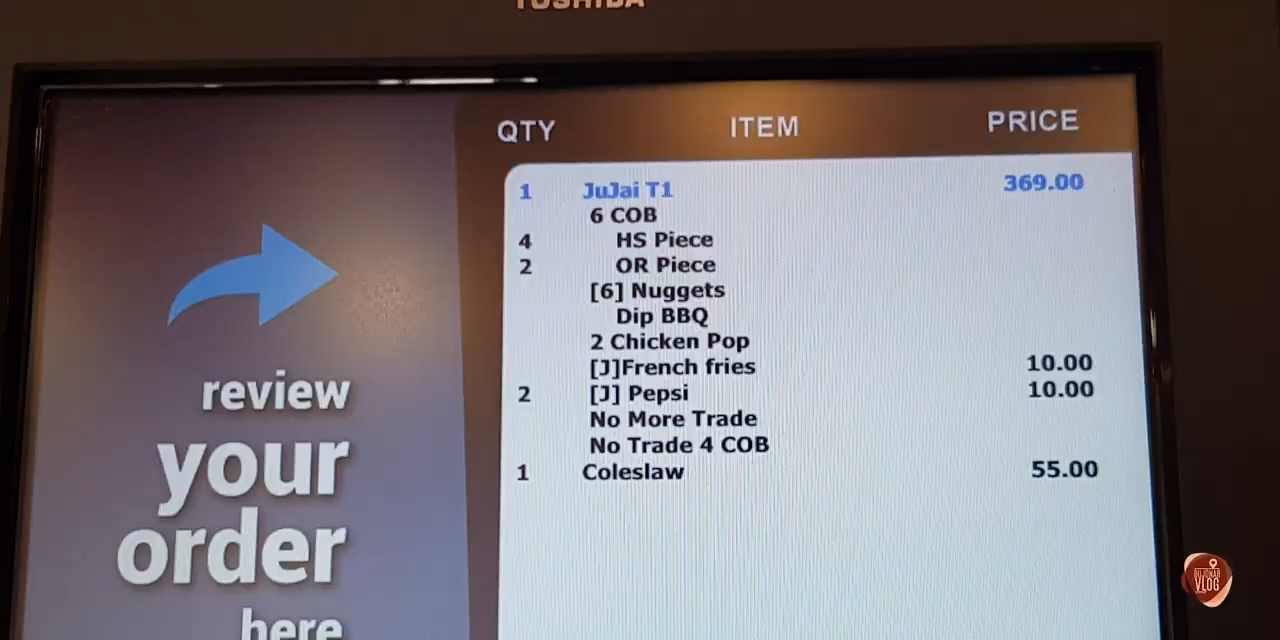 TOSHIBA
QTY ITEM PRICE
1 JuJai T1 369.00
6 COB
4 HS Piece
2 OR Piece
[6] Nuggets
Dip BBQ
2 Chicken Pop
[J]French fries 10.00
2 [J] Pepsi 10.00
No More Trade
No Trade 4 COB
1 Coleslaw 55.00
review
your
order
here
VLOG